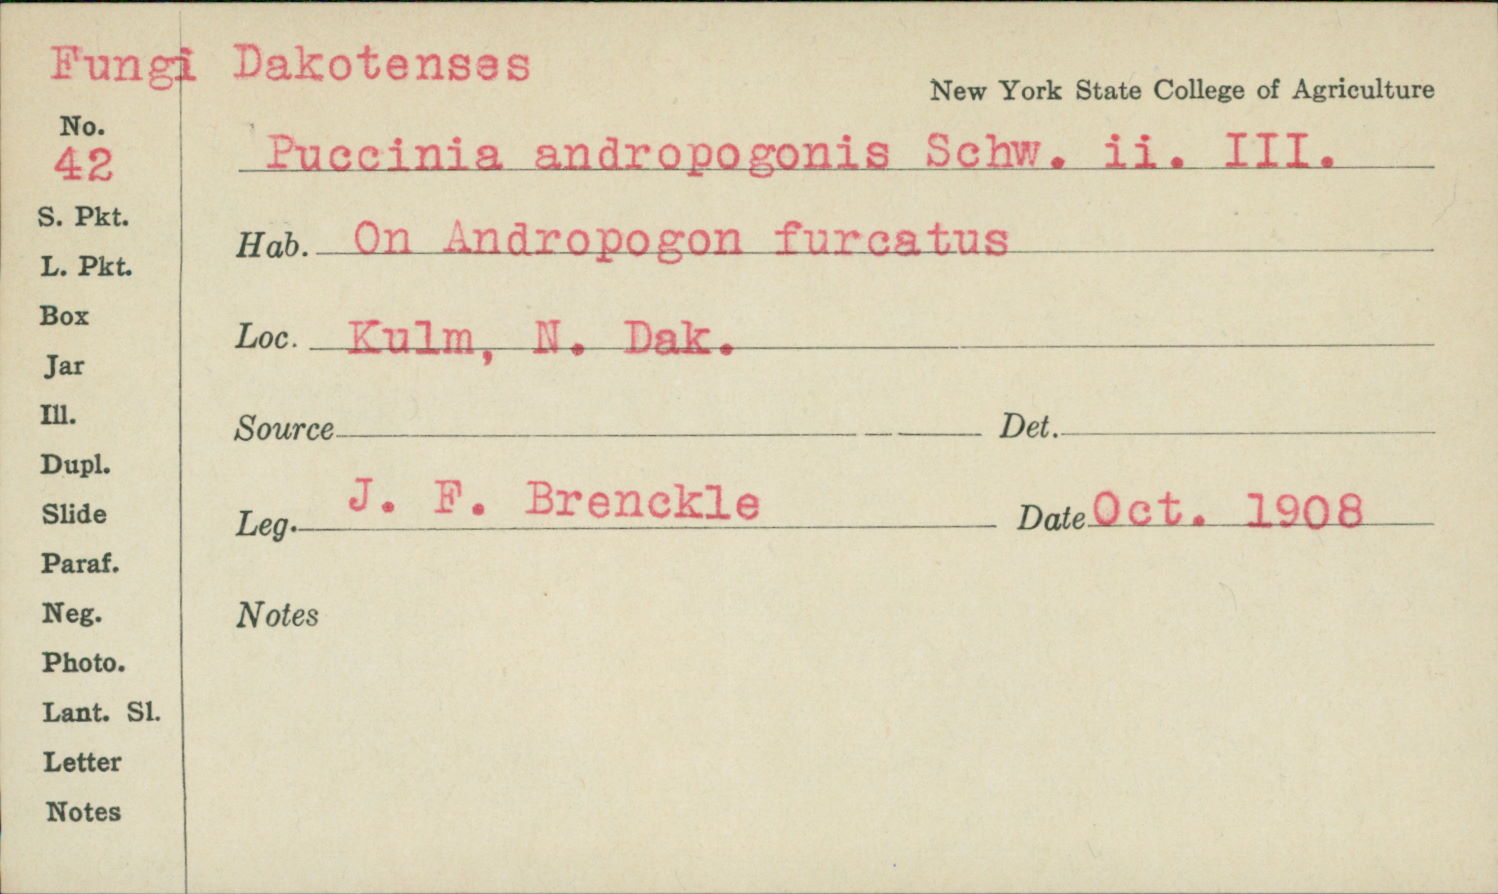 Fungi Dakotenses
New York State College of Agriculture
No.
42
Puccinia andropogonis Schw. ii. III.
S. Pkt.
Hab. On Andropogon furcatus
L. Pkt.
Box
Loc. Kulm, N. Dak.
Jar
Ill.
Source Det.
Dupl.
Slide
Leg. J. F. Brenckle Date Oct. 1908
Paraf.
Neg.
Notes
Photo.
Lant. Sl.
Letter
Notes